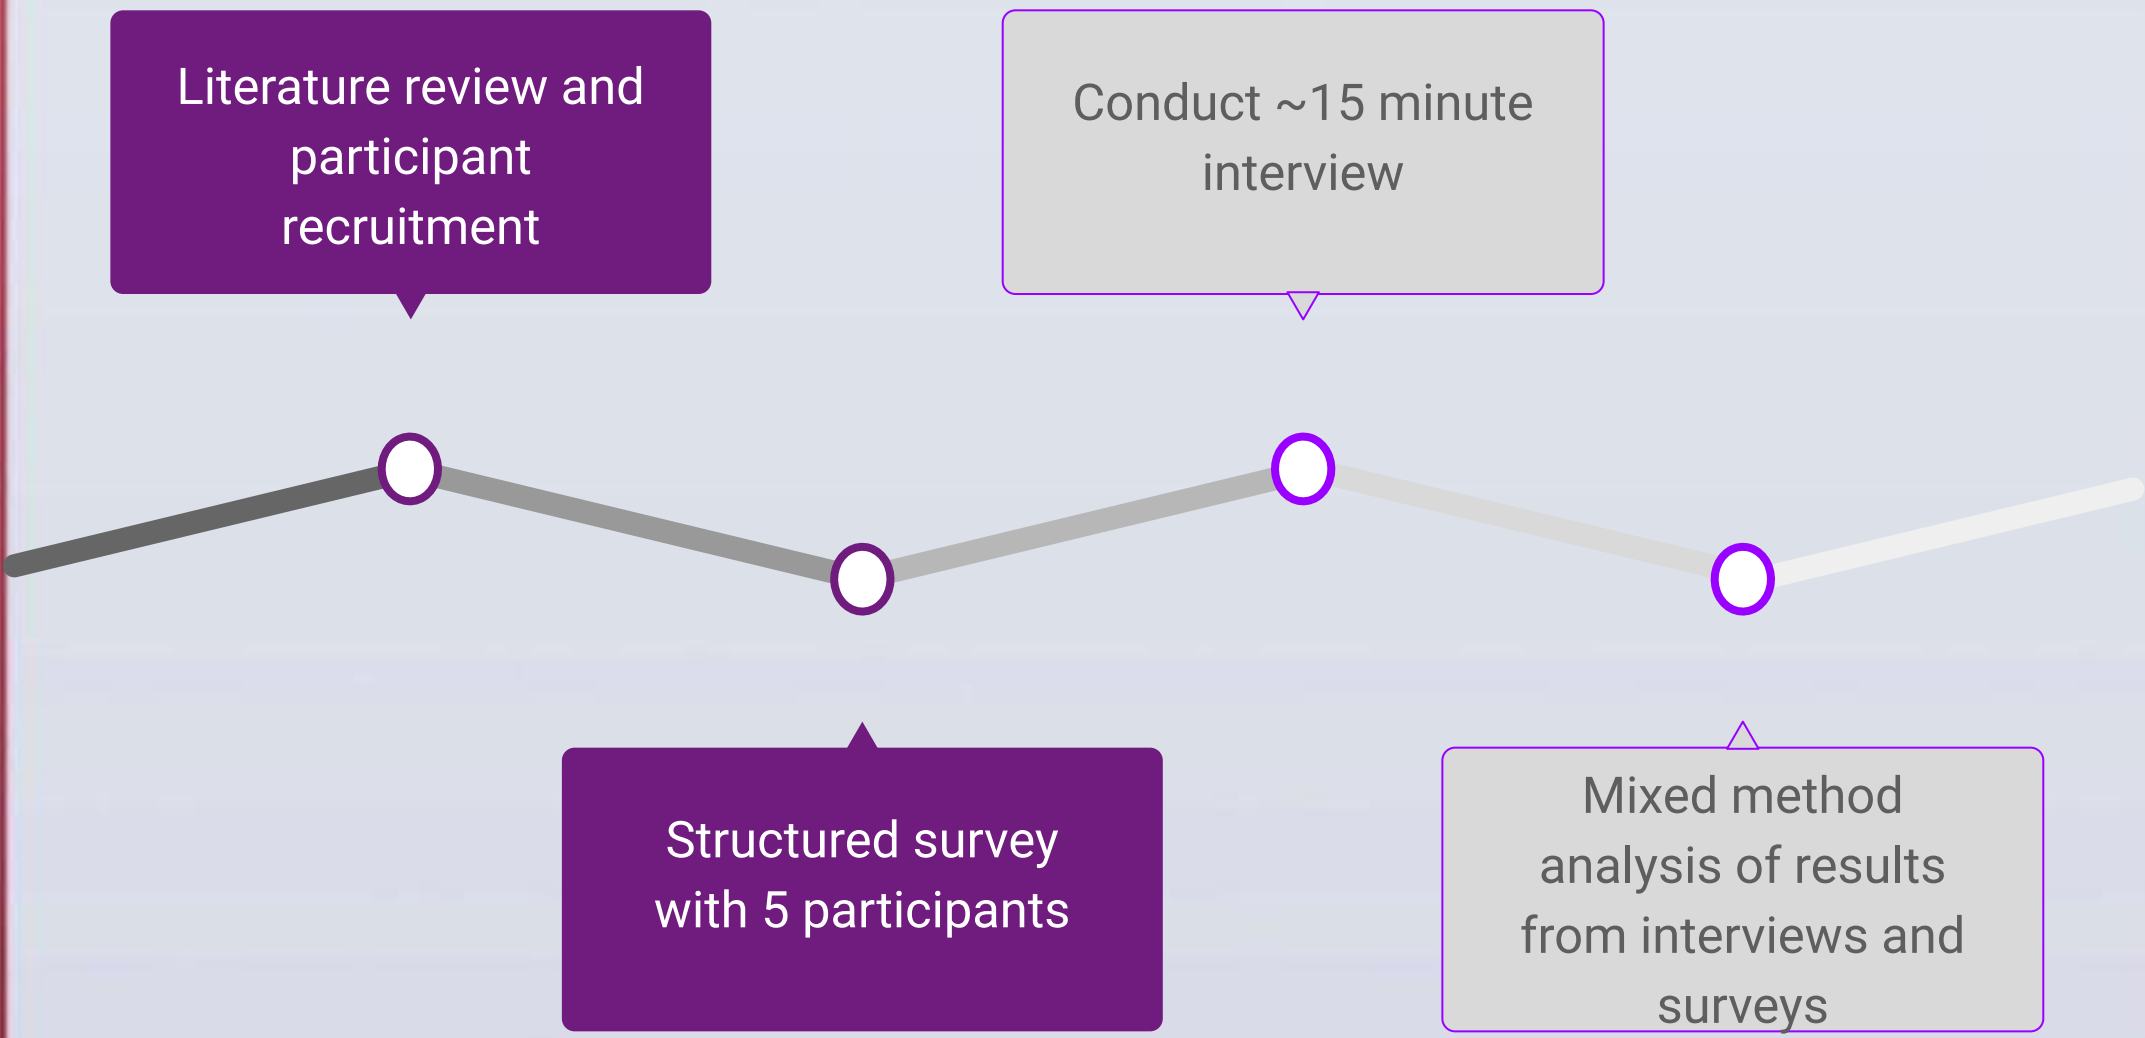 Literature review and
participant
recruitment
Structured survey
with 5 participants
Conduct ~15 minute
interview
Mixed method
analysis of results
from interviews and
surveys